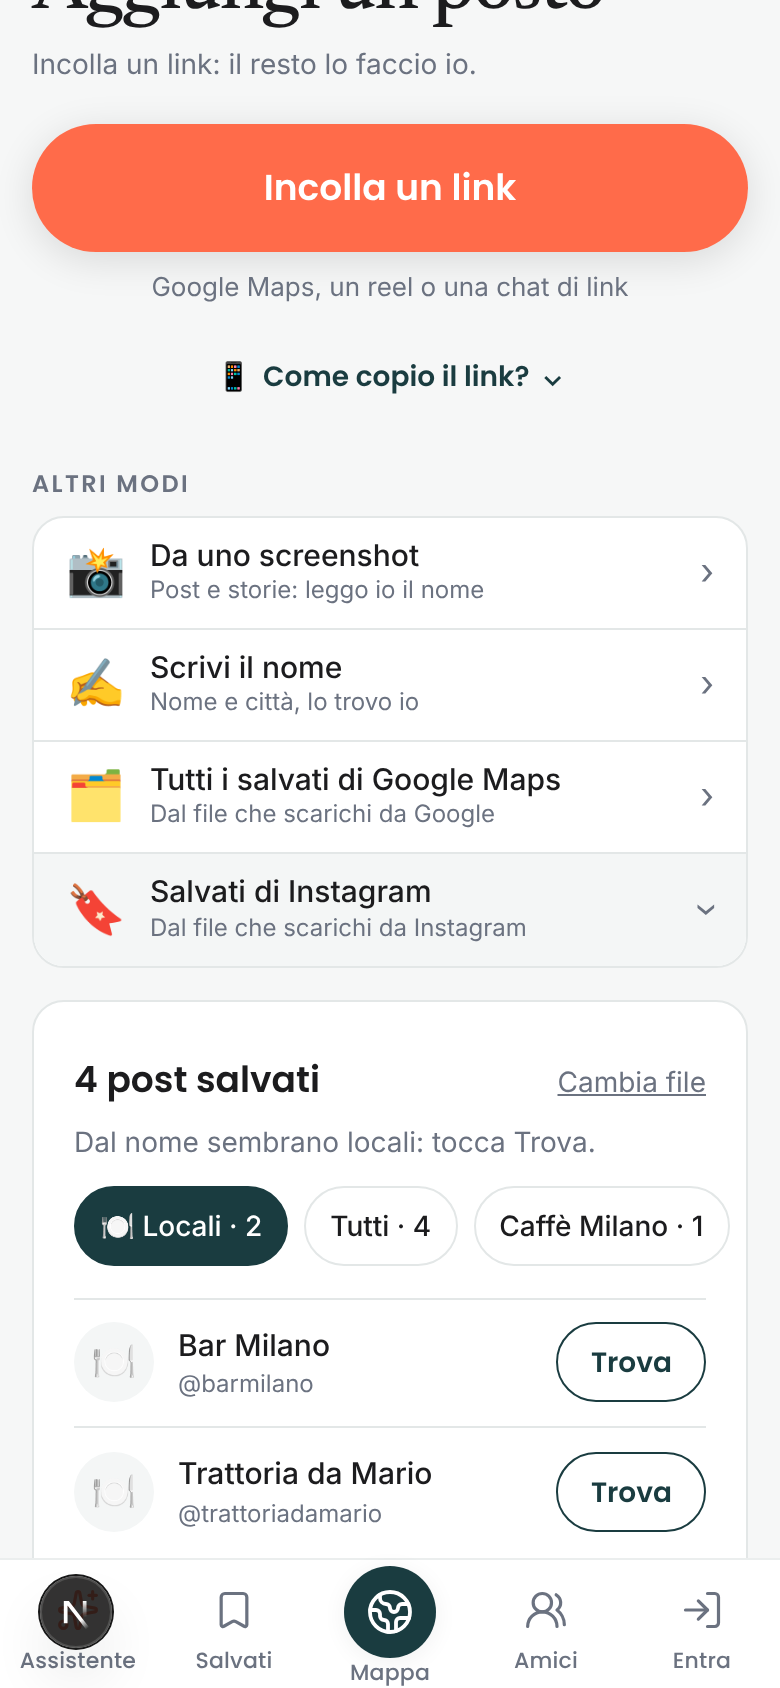 Aggiungi un posto
Incolla un link: il resto lo faccio io.
Incolla un link
Google Maps, un reel o una chat di link
Come copio il link?
ALTRI MODI
Da uno screenshot
Post e storie: leggo io il nome
Scrivi il nome
Nome e città, lo trovo io
Tutti i salvati di Google Maps
Dal file che scarichi da Google
Salvati di Instagram
Dal file che scarichi da Instagram
4 post salvati
Cambia file
Dal nome sembrano locali: tocca Trova.
Locali · 2
Tutti · 4
Caffè Milano · 1
Bar Milano
@barmilano
Trova
Trattoria da Mario
@trattoriadamario
Trova
N
Assistente
Salvati
Mappa
Amici
Entra